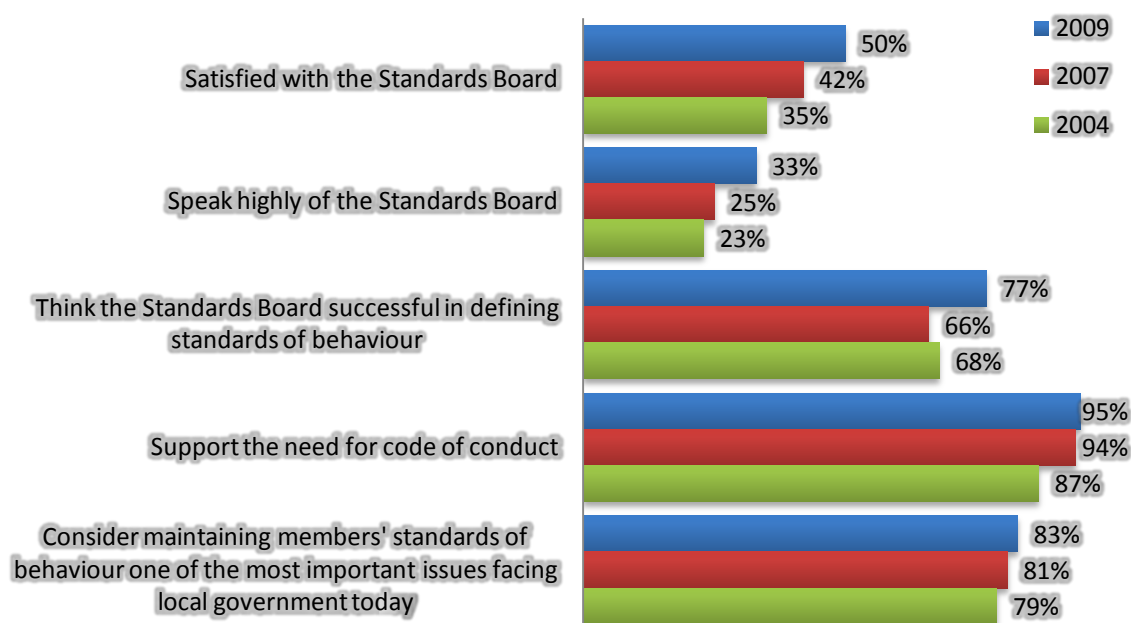 2009
2007
2004
Satisfied with the Standards Board
50%
42%
35%
Speak highly of the Standards Board
33%
25%
23%
Think the Standards Board successful in defining
standards of behaviour
77%
66%
68%
Support the need for code of conduct
95%
94%
87%
Consider maintaining members' standards of
behaviour one of the most important issues facing
local government today
83%
81%
79%